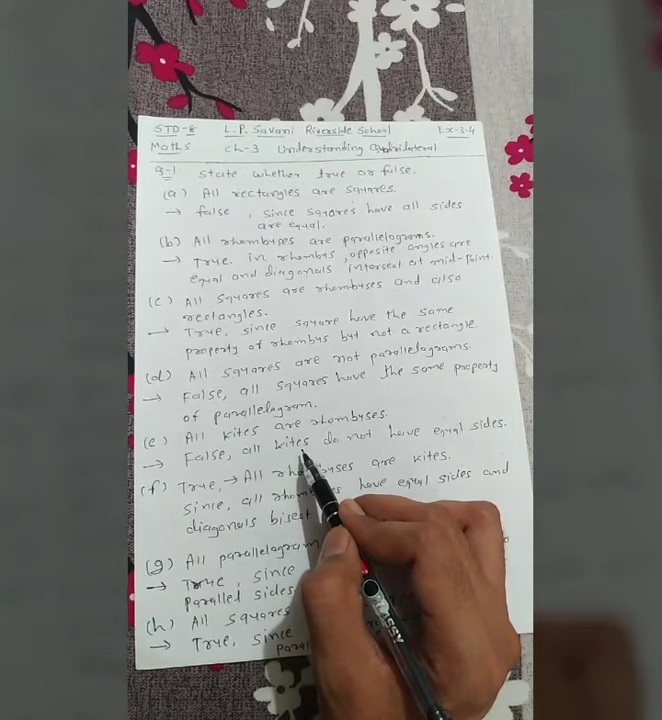 STD-8 L.P. Savani Riverside School Ex-3.4
Maths Ch-3 Understanding Quadrilateral
Q-1 State whether True or false.
(a) All rectangles are squares.
→ false, since squares have all sides
are equal.
(b) All rhombuses are parallelograms.
→ True. in rhombus, opposite angles are
equal and diagonals intersect at mid-point.
(c) All squares are rhombuses and also
rectangles.
→ True, since square have the same
property of rhombus but not a rectangle.
(d) All squares are not parallelograms.
→ False, all squares have the same property
of parallelogram.
(e) All kites are rhombuses.
→ False, all kites do not have equal sides.
(f) True, → All rhombuses are kites.
since, all have equal sides and
diagonals bisect
(g) All parallelogram
→ True, since
parallel sides
(h) All squares
→ True, since
CLASSY